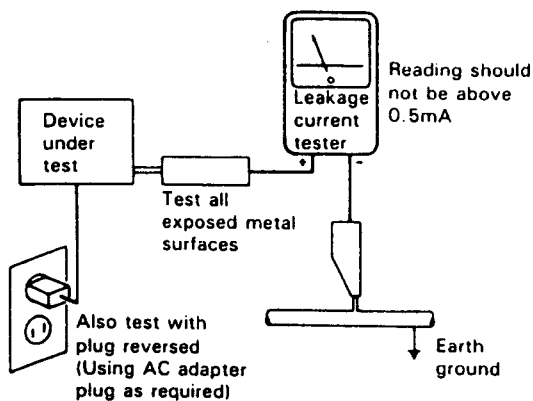 Reading should
not be above
0.5mA
Leakage
current
tester
+ -
Device
under
test
Test all
exposed metal
surfaces
Also test with
plug reversed
(Using AC adapter
plug as required)
Earth
ground